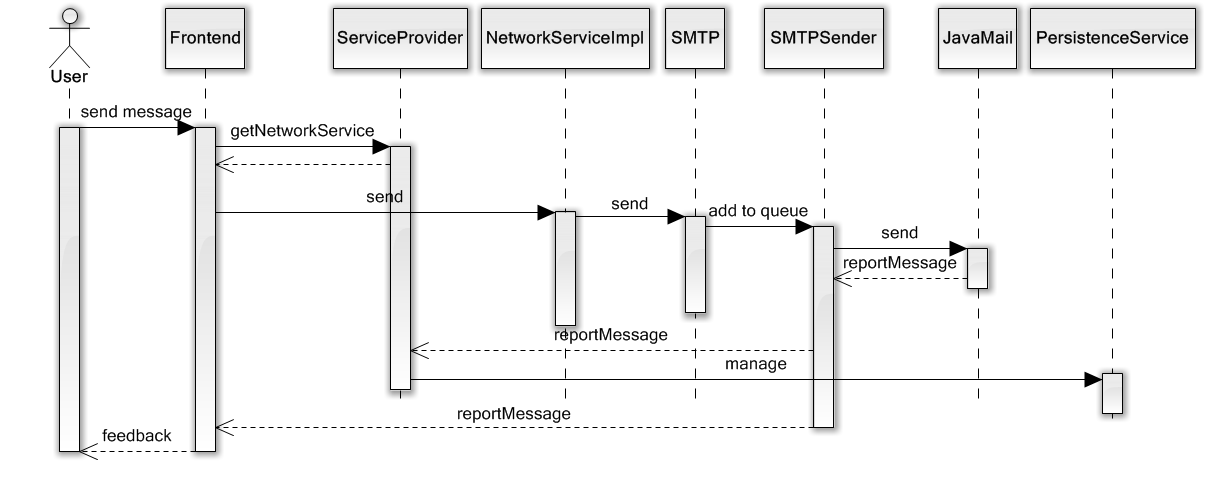 User
Frontend
ServiceProvider
NetworkServiceImpl
SMTP
SMTPSender
JavaMail
PersistenceService
send message
getNetworkService
send
send
add to queue
send
reportMessage
reportMessage
manage
reportMessage
feedback